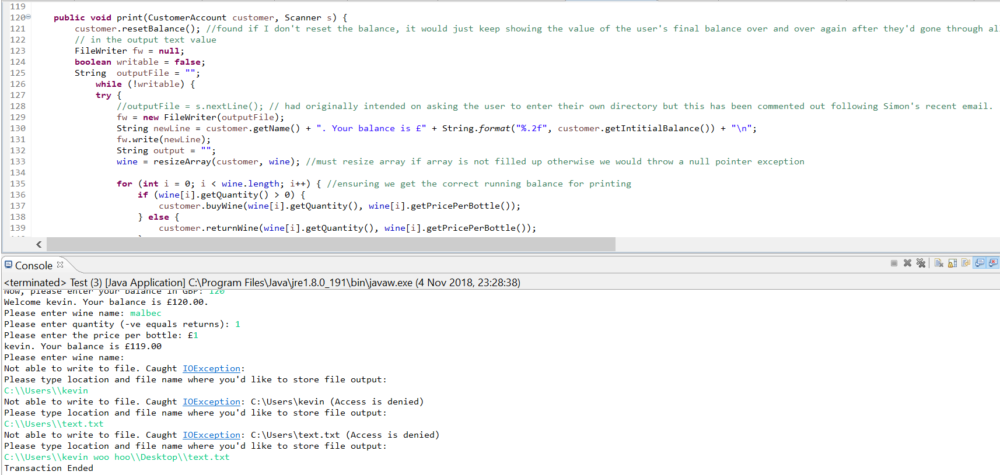 119
120 public void print(CustomerAccount customer, Scanner s) {
121 customer.resetBalance(); //found if I don't reset the balance, it would just keep showing the value of the user's final balance over and over again after they'd gone through al
122 // in the output text value
123 FileWriter fw = null;
124 boolean writable = false;
125 String outputFile = "";
126 while (!writable) {
127 try {
128 //outputFile = s.nextLine(); // had originally intended on asking the user to enter their own directory but this has been commented out following Simon's recent email.
129 fw = new FileWriter(outputFile);
130 String newLine = customer.getName() + ". Your balance is £" + String.format("%.2f", customer.getIntitialBalance()) + "\n";
131 fw.write(newLine);
132 String output = "";
133 wine = resizeArray(customer, wine); //must resize array if array is not filled up otherwise we would throw a null pointer exception
134
135 for (int i = 0; i < wine.length; i++) { //ensuring we get the correct running balance for printing
136 if (wine[i].getQuantity() > 0) {
137 customer.buyWine(wine[i].getQuantity(), wine[i].getPricePerBottle());
138 } else {
139 customer.returnWine(wine[i].getQuantity(), wine[i].getPricePerBottle());
Console
<terminated> Test (3) [Java Application] C:\Program Files\Java\jre1.8.0_191\bin\javaw.exe (4 Nov 2018, 23:28:38)
Now, please enter your balance in GBP: 120
Welcome kevin. Your balance is £120.00.
Please enter wine name: malbec
Please enter quantity (-ve equals returns): 1
Please enter the price per bottle: £1
kevin. Your balance is £119.00
Please enter wine name:
Not able to write to file. Caught IOException:
Please type location and file name where you'd like to store file output:
C:\\Users\\kevin
Not able to write to file. Caught IOException: C:\Users\kevin (Access is denied)
Please type location and file name where you'd like to store file output:
C:\\Users\\text.txt
Not able to write to file. Caught IOException: C:\Users\text.txt (Access is denied)
Please type location and file name where you'd like to store file output:
C:\\Users\\kevin woo hoo\\Desktop\\text.txt
Transaction Ended